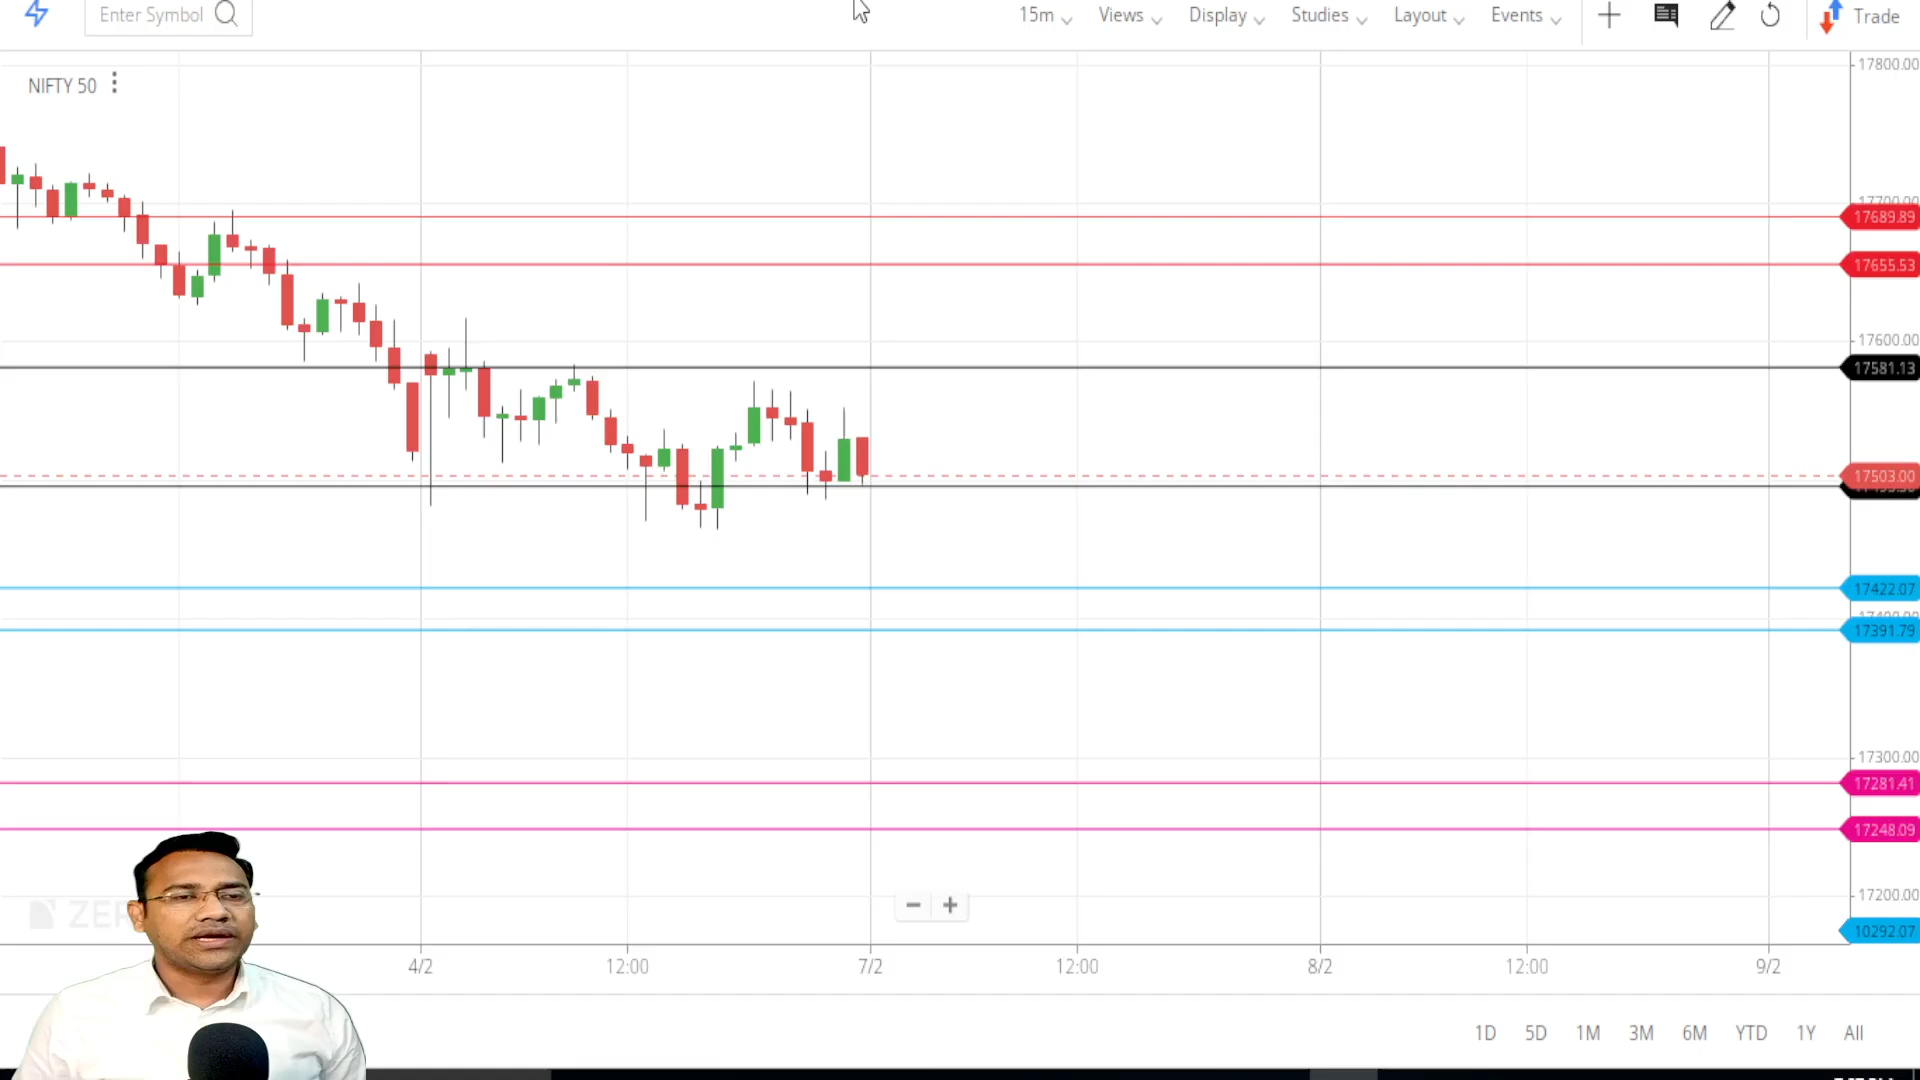 Enter Symbol
15m Views Display Studies Layout Events Trade
NIFTY 50
17800.00
17689.89
17655.53
17600.00
17581.13
17503.00
17422.07
17391.79
17300.00
17281.41
17248.09
17200.00
10292.07
4/2 12:00 7/2 12:00 8/2 12:00 9/2
1D 5D 1M 3M 6M YTD 1Y All